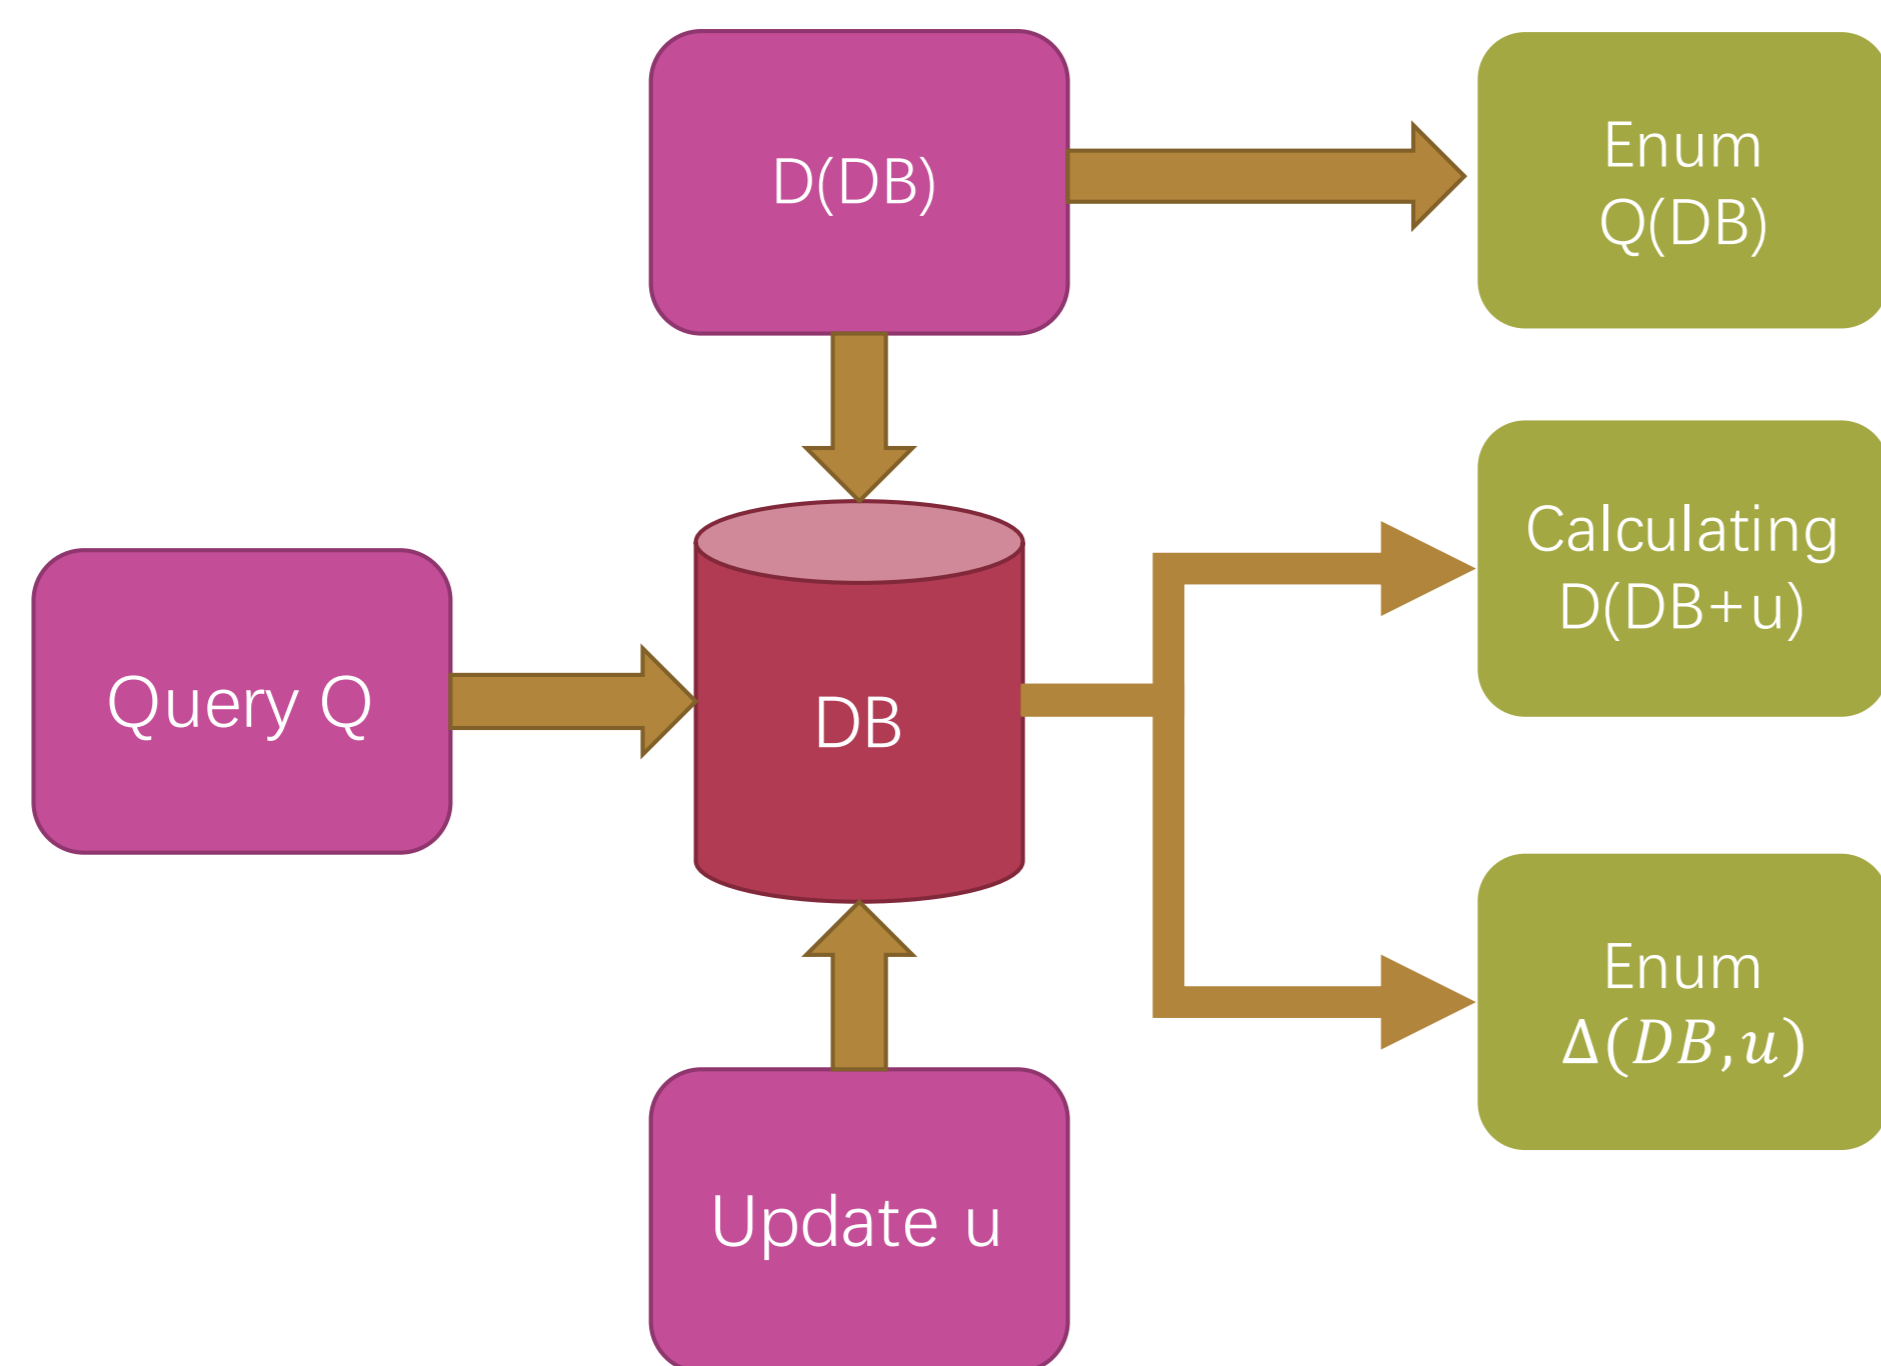 D(DB)
Enum
Q(DB)
Query Q
DB
Calculating
D(DB+u)
Enum
Δ(DB,u)
Update u